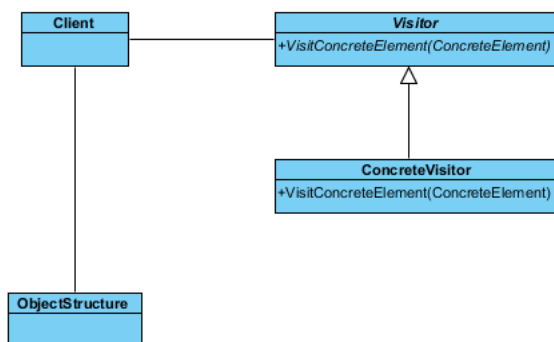 Client
Visitor
+VisitConcreteElement(ConcreteElement)
ConcreteVisitor
+VisitConcreteElement(ConcreteElement)
ObjectStructure